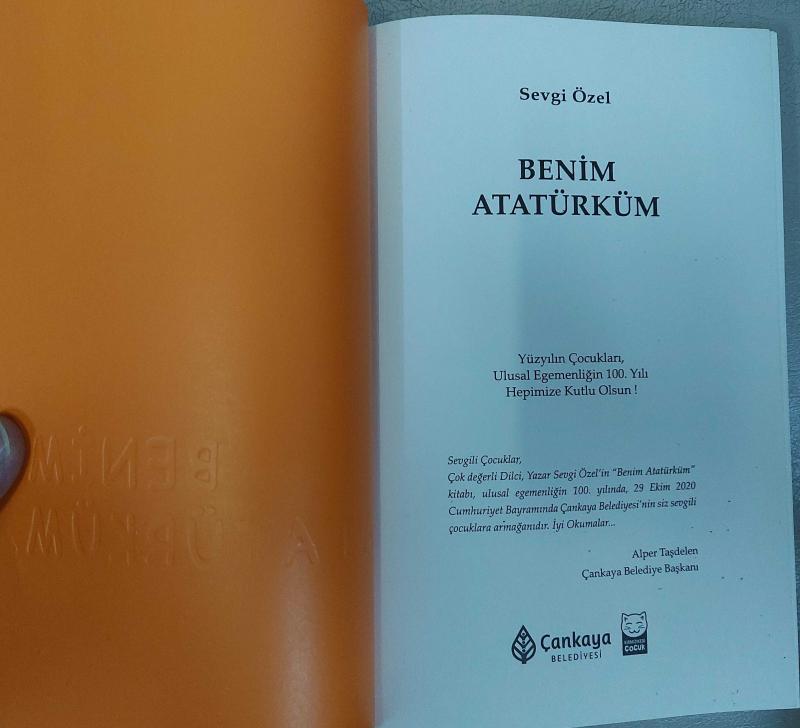 BENİM
Sevgi Özel
BENİM
ATATÜRKÜM
Yüzyılın Çocukları,
Ulusal Egemenliğin 100. Yılı
Hepimize Kutlu Olsun !
Sevgili Çocuklar,
Çok değerli Dilci, Yazar Sevgi Özel'in "Benim Atatürküm"
kitabı, ulusal egemenliğin 100. yılında, 29 Ekim 2020
Cumhuriyet Bayramında Çankaya Belediyesi'nin siz sevgili
çocuklara armağanıdır. İyi Okumalar...
Alper Taşdelen
Çankaya Belediye Başkanı
Çankaya
BELEDİYESİ
KIRMIZIKEDİ
ÇOCUK